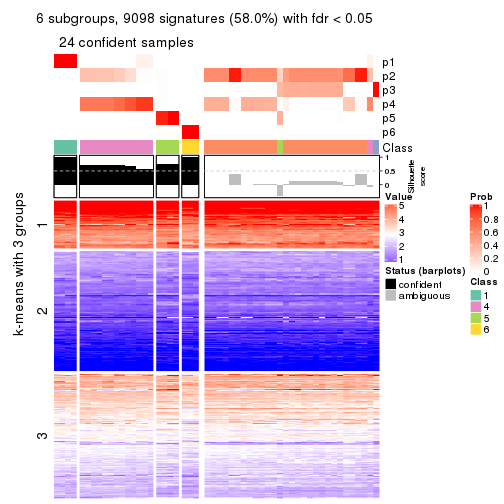 6 subgroups, 9098 signatures (58.0%) with fdr < 0.05
24 confident samples
p1
p2
p3
p4
p5
p6
Class
1
0.5
0
Silhouette
score
k-means with 3 groups
1
2
3
Value
5
4
3
2
1
Status (barplots)
confident
ambiguous
Prob
1
0.8
0.6
0.4
0.2
0
Class
1
4
5
6